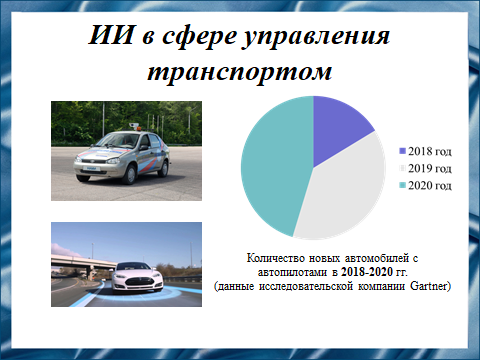 ИИ в сфере управления
транспортом
2018 год
2019 год
2020 год
Количество новых автомобилей с
автопилотами в 2018-2020 гг.
(данные исследовательской компании Gartner)